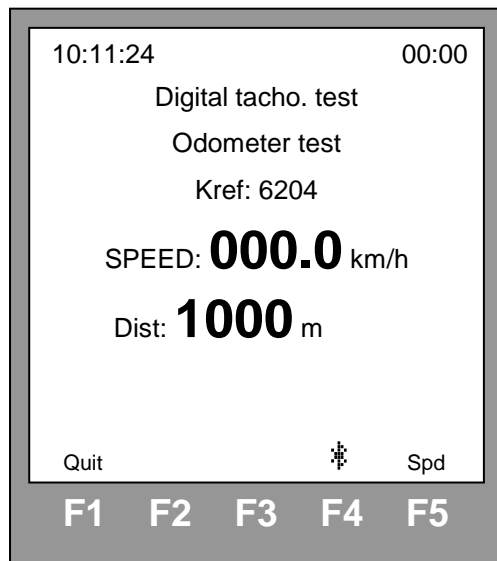 10:11:24 00:00
Digital tacho. test
Odometer test
Kref: 6204
SPEED: 000.0 km/h
Dist: 1000 m
Quit Spd
F1 F2 F3 F4 F5